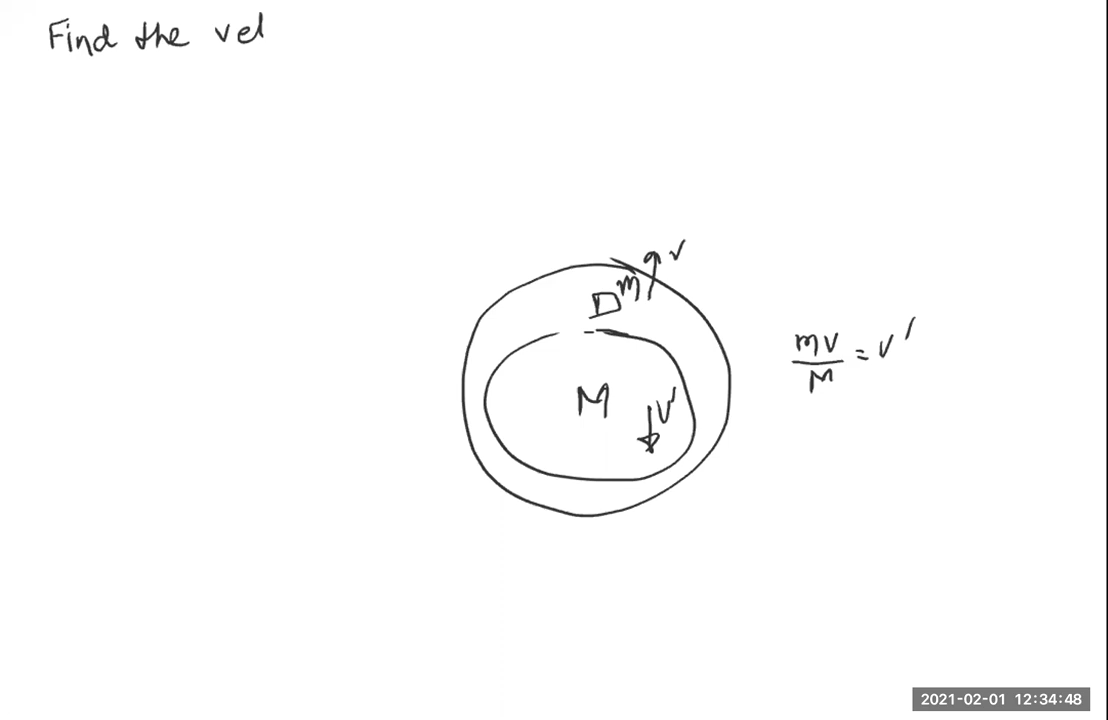 Find the vel
v
m
M
v'
mv/M = v'
2021-02-01 12:34:48